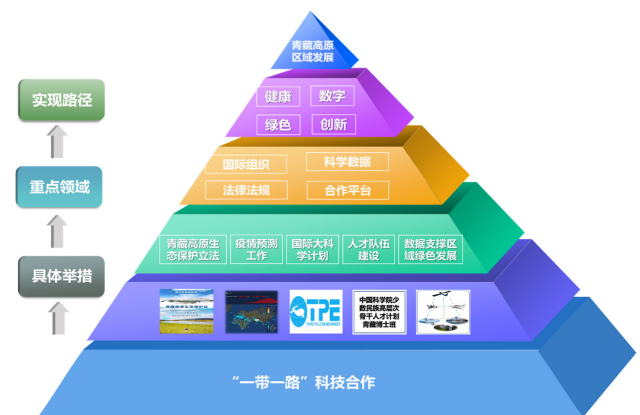 青藏高原
区域发展
健康
数字
绿色
创新
实现路径
国际组织
科学数据
法律法规
合作平台
重点领域
青藏高原生
态保护立法
疫情预测
工作
国际大科
学计划
人才队伍
建设
数据支撑区
域绿色发展
具体举措
TPE
中国科学院少
数民族高层次
骨干人才计划
青藏博士班
“一带一路”科技合作